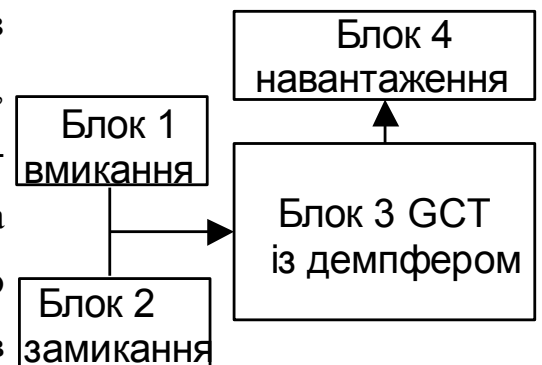 Блок 4
навантаження
Блок 1
вмикання
Блок 3 GCT
із демпфером
Блок 2
замикання